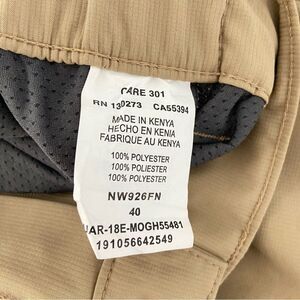 CARE 301
RN 130273 CA55394
MADE IN KENYA
HECHO EN KENIA
FABRIQUE AU KENYA
100% POLYESTER
100% POLIESTER
100% POLYESTER
NW926FN
40
JAR-18E-MOGH55481
191056642549